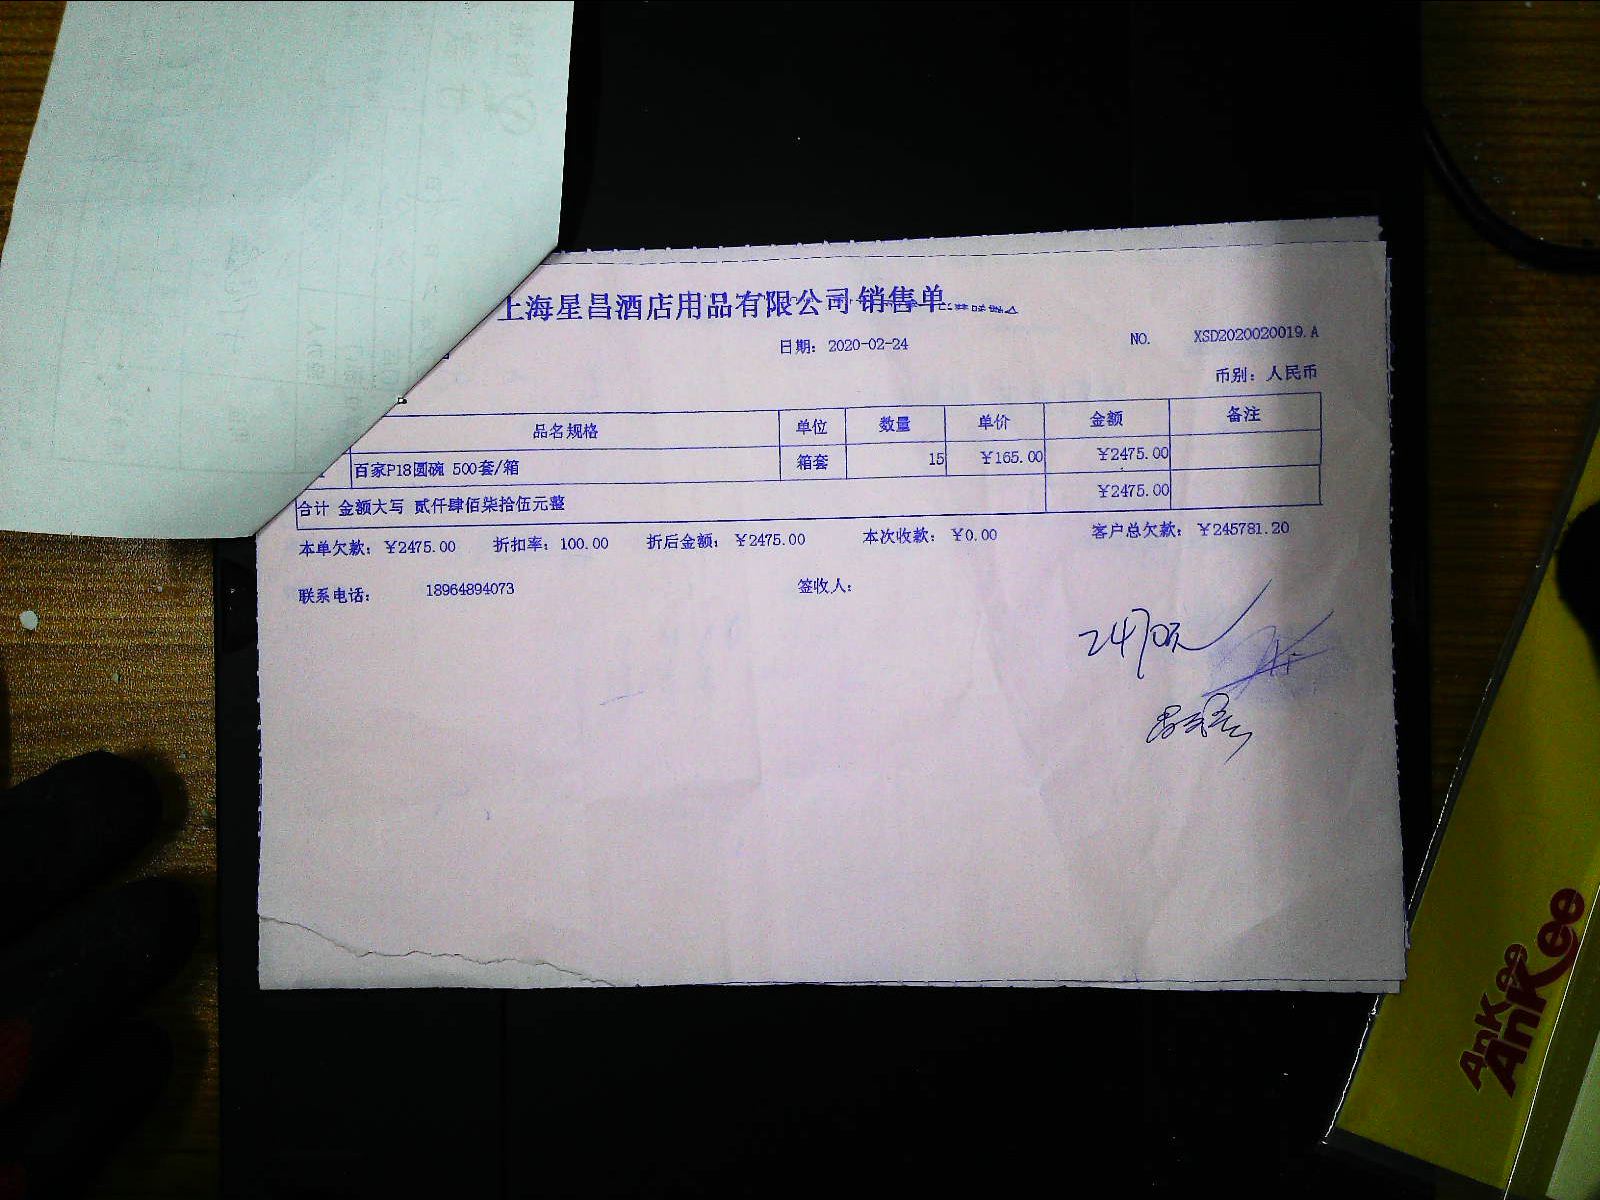 上海星昌酒店用品有限公司销售单
日期：2020-02-24
NO. XSD2020020019.A
币别：人民币
品名规格 单位 数量 单价 金额 备注
百家P18圆碗 500套/箱 箱套 15 ¥165.00 ¥2475.00
合计 金额大写 贰仟肆佰柒拾伍元整 ¥2475.00
本单欠款：¥2475.00 折扣率：100.00 折后金额：¥2475.00 本次收款：¥0.00 客户总欠款：¥245781.20
联系电话： 18964894073 签收人：
AnKee
AnKee